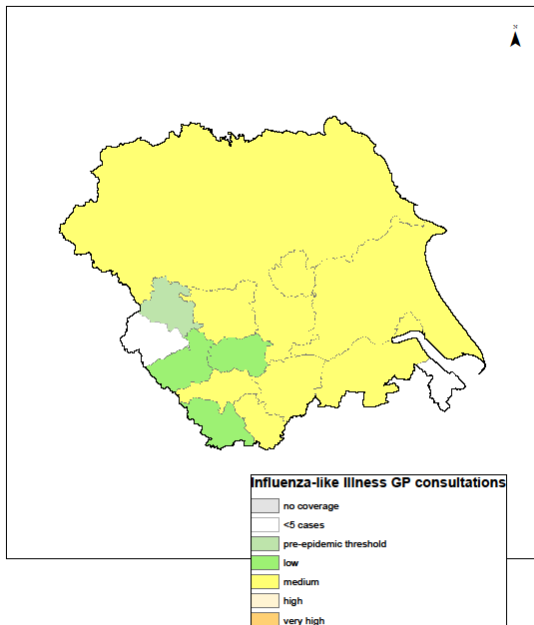 N
Influenza-like Illness GP consultations
no coverage
<5 cases
pre-epidemic threshold
low
medium
high
very high